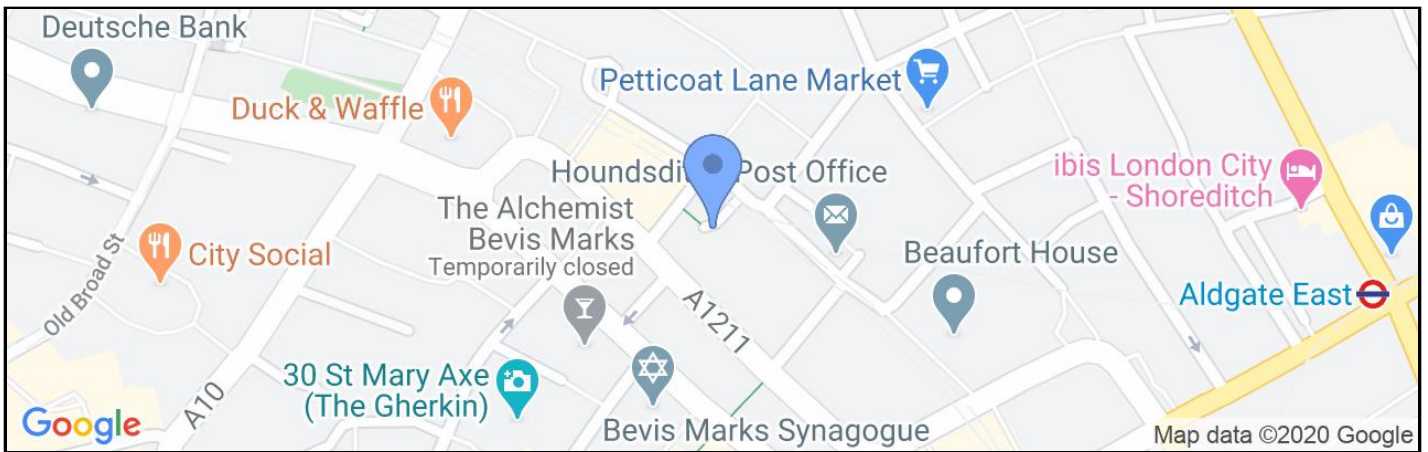 Deutsche Bank
Duck & Waffle
Petticoat Lane Market
Houndsdit Post Office
ibis London City
- Shoreditch
The Alchemist
Bevis Marks
Temporarily closed
City Social
Old Broad St
Beaufort House
Aldgate East
A1211
30 St Mary Axe
(The Gherkin)
A10
Bevis Marks Synagogue
Google
Map data ©2020 Google